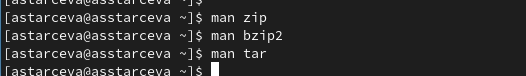 [astarceva@asstarceva ~]$ man zip
[astarceva@asstarceva ~]$ man bzip2
[astarceva@asstarceva ~]$ man tar
[astarceva@asstarceva ~]$